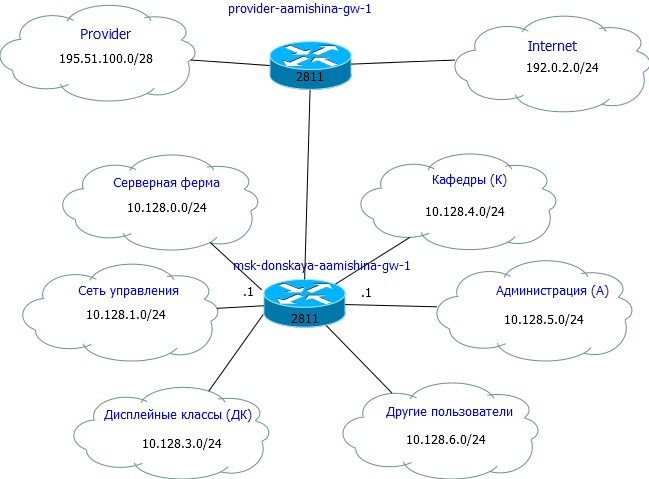 provider-aamishina-gw-1
Provider
195.51.100.0/28
2811
Internet
192.0.2.0/24
Серверная ферма
10.128.0.0/24
Кафедры (К)
10.128.4.0/24
msk-donskaya-aamishina-gw-1
Сеть управления
10.128.1.0/24
.1
.1
2811
Администрация (А)
10.128.5.0/24
Дисплейные классы (ДК)
10.128.3.0/24
Другие пользователи
10.128.6.0/24